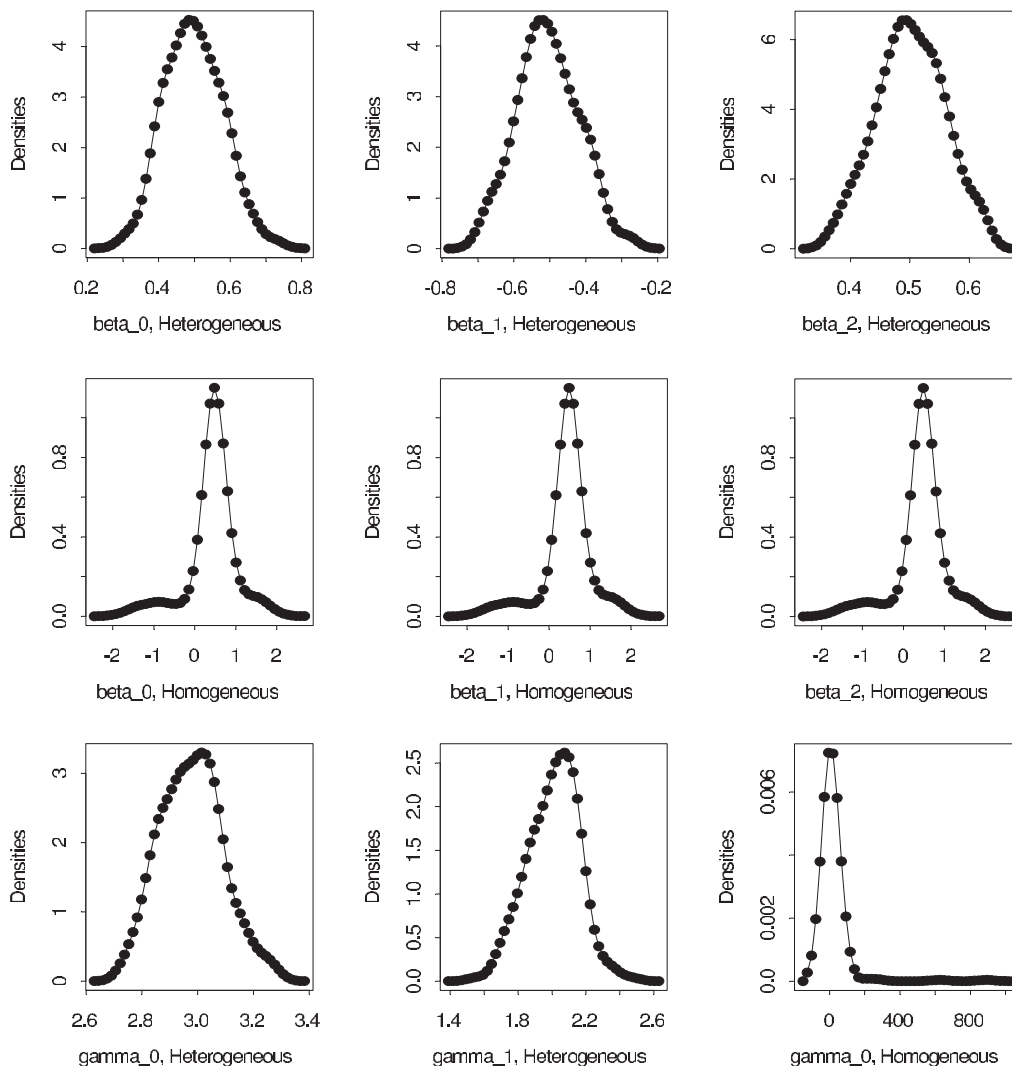 Densities
0 1 2 3 4
0.2 0.4 0.6 0.8
beta_0, Heterogeneous
Densities
0 1 2 3 4
-0.8 -0.6 -0.4 -0.2
beta_1, Heterogeneous
Densities
0 2 4 6
0.4 0.5 0.6
beta_2, Heterogeneous
Densities
0.0 0.4 0.8
-2 -1 0 1 2
beta_0, Homogeneous
Densities
0.0 0.4 0.8
-2 -1 0 1 2
beta_1, Homogeneous
Densities
0.0 0.4 0.8
-2 -1 0 1 2
beta_2, Homogeneous
Densities
0 1 2 3
2.6 3.0 3.4
gamma_0, Heterogeneous
Densities
0.0 0.5 1.0 1.5 2.0 2.5
1.4 1.8 2.2 2.6
gamma_1, Heterogeneous
Densities
0.0 0.002 0.006
0 400 800
gamma_0, Homogeneous